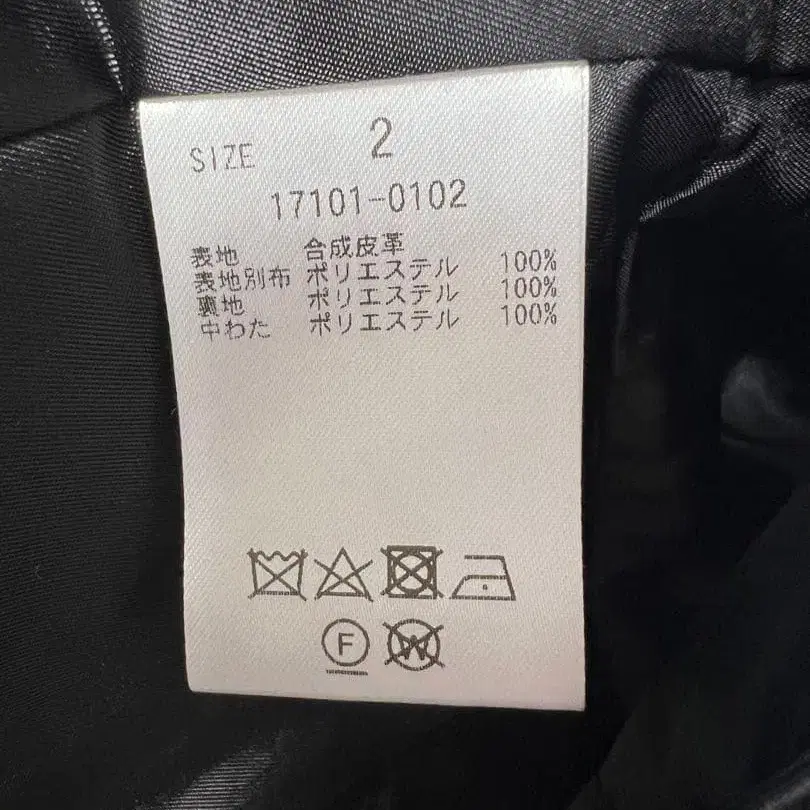 SIZE 2
17101-0102
表地 合成皮革
表地別布 ポリエステル 100%
裏地 ポリエステル 100%
中わた ポリエステル 100%
F W